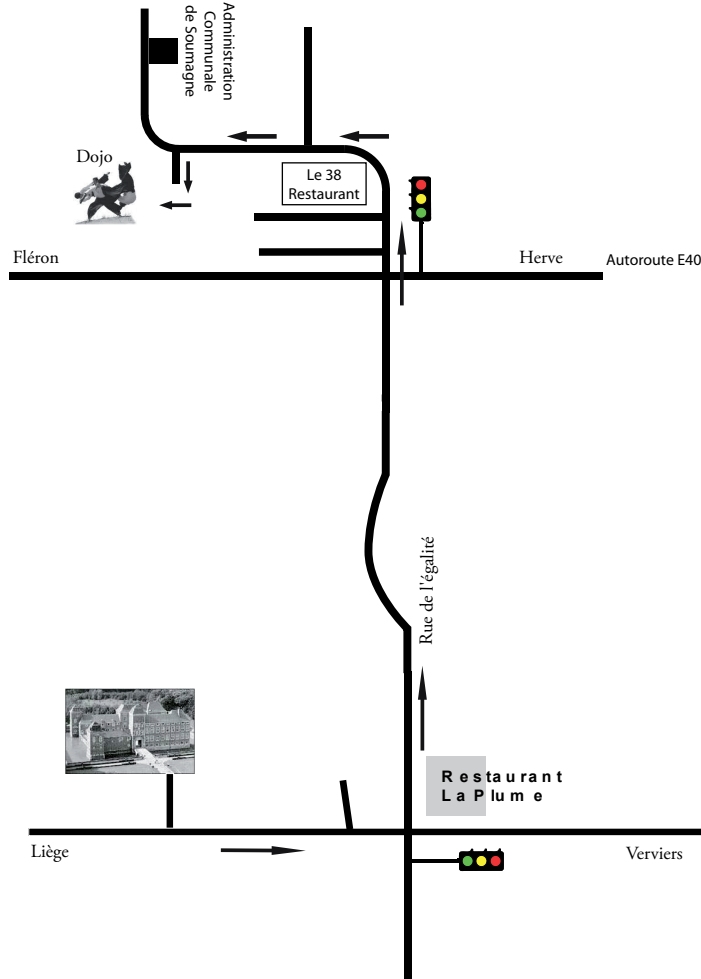 Administration
Communale
de Soumagne
Dojo
Le 38
Restaurant
Fléron
Herve
Autoroute E40
Rue de l'égalité
Restaurant
La Plume
Liège
Verviers